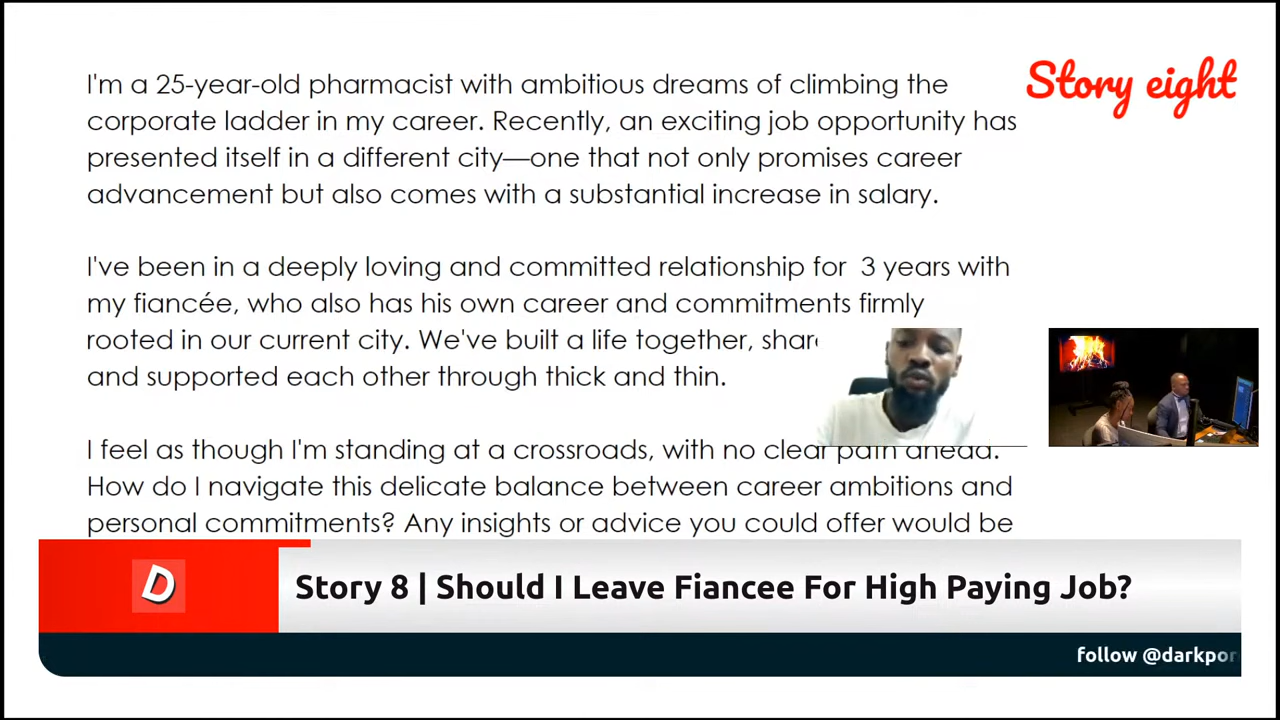 Story eight
I'm a 25-year-old pharmacist with ambitious dreams of climbing the
corporate ladder in my career. Recently, an exciting job opportunity has
presented itself in a different city—one that not only promises career
advancement but also comes with a substantial increase in salary.
I've been in a deeply loving and committed relationship for 3 years with
my fiancée, who also has his own career and commitments firmly
rooted in our current city. We've built a life together,
and supported each other through thick and thin.
I feel as though I'm standing at a crossroads, with no clear path ahead.
How do I navigate this delicate balance between career ambitions and
personal commitments? Any insights or advice you could offer would be
D
Story 8 | Should I Leave Fiancee For High Paying Job?
follow